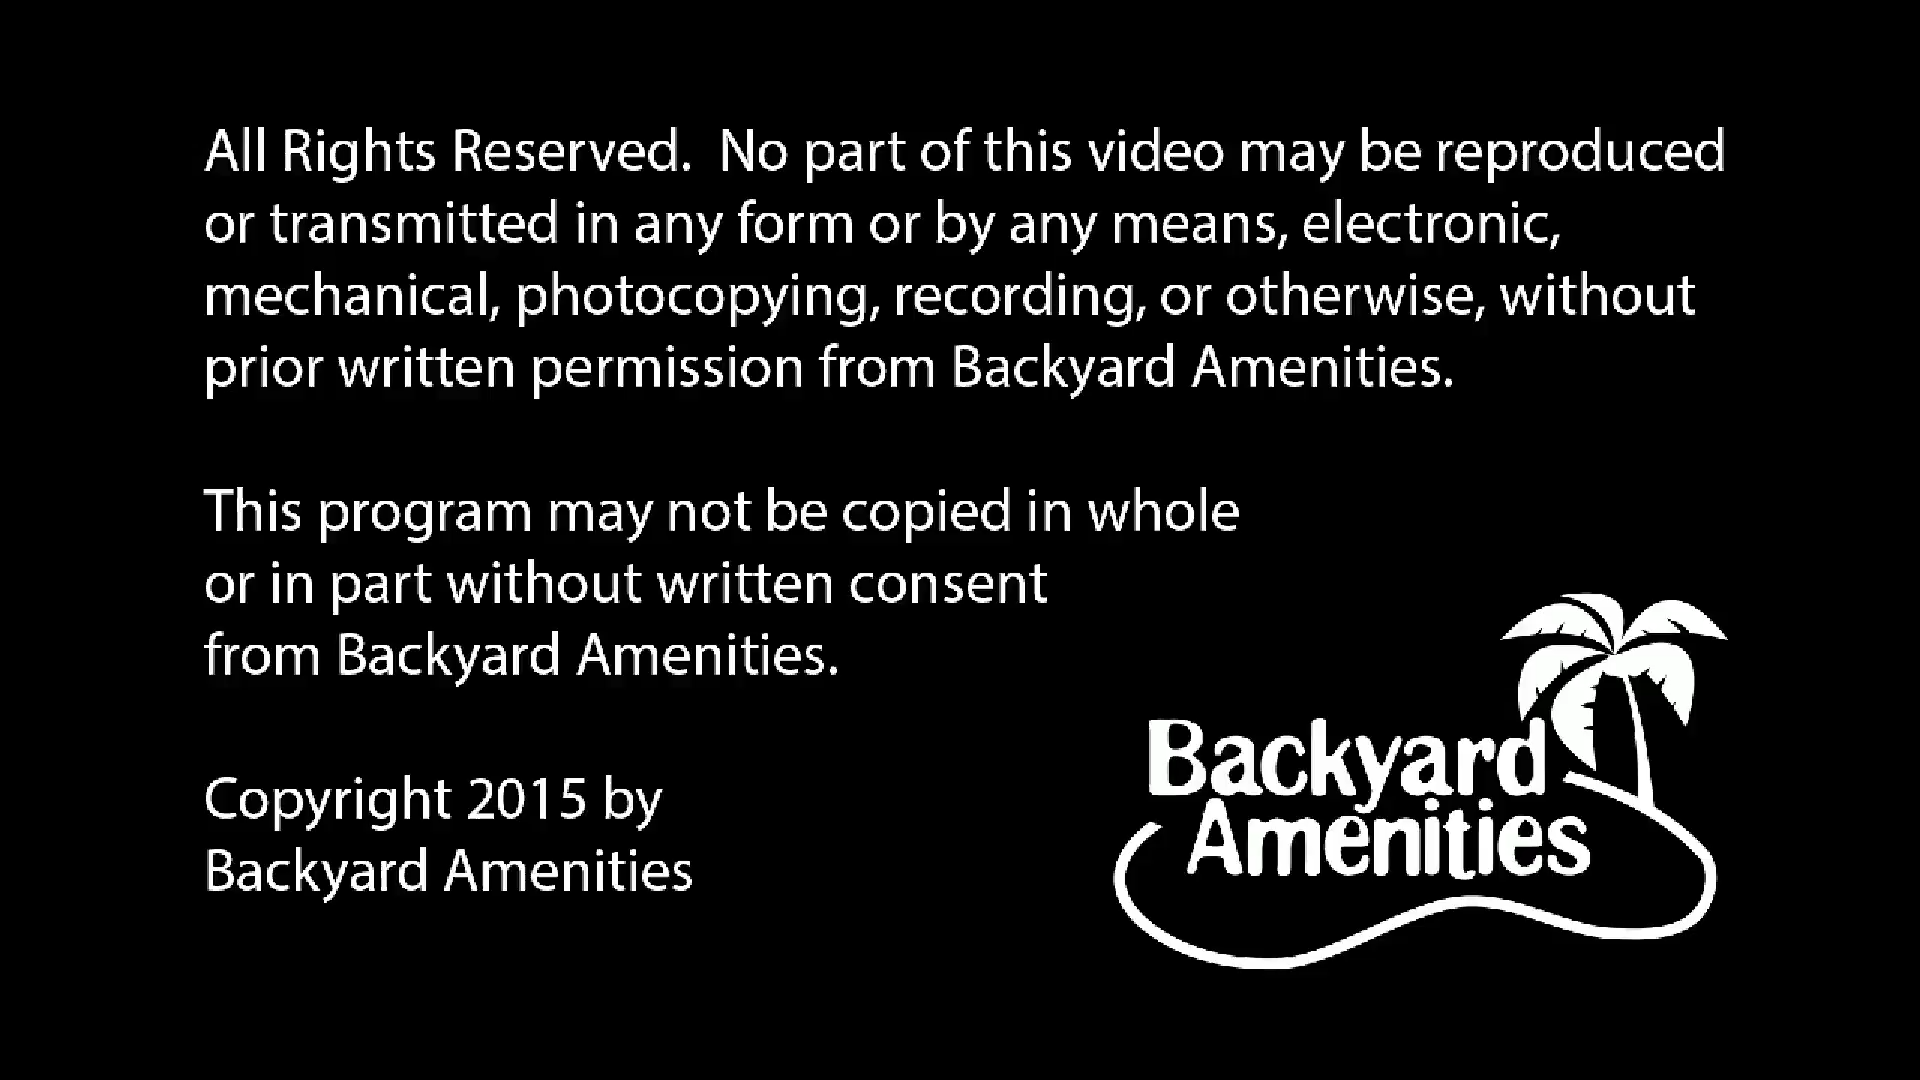 All Rights Reserved.  No part of this video may be reproduced
or transmitted in any form or by any means, electronic,
mechanical, photocopying, recording, or otherwise, without
prior written permission from Backyard Amenities.
This program may not be copied in whole
or in part without written consent
from Backyard Amenities.
Copyright 2015 by
Backyard Amenities
Backyard
Amenities